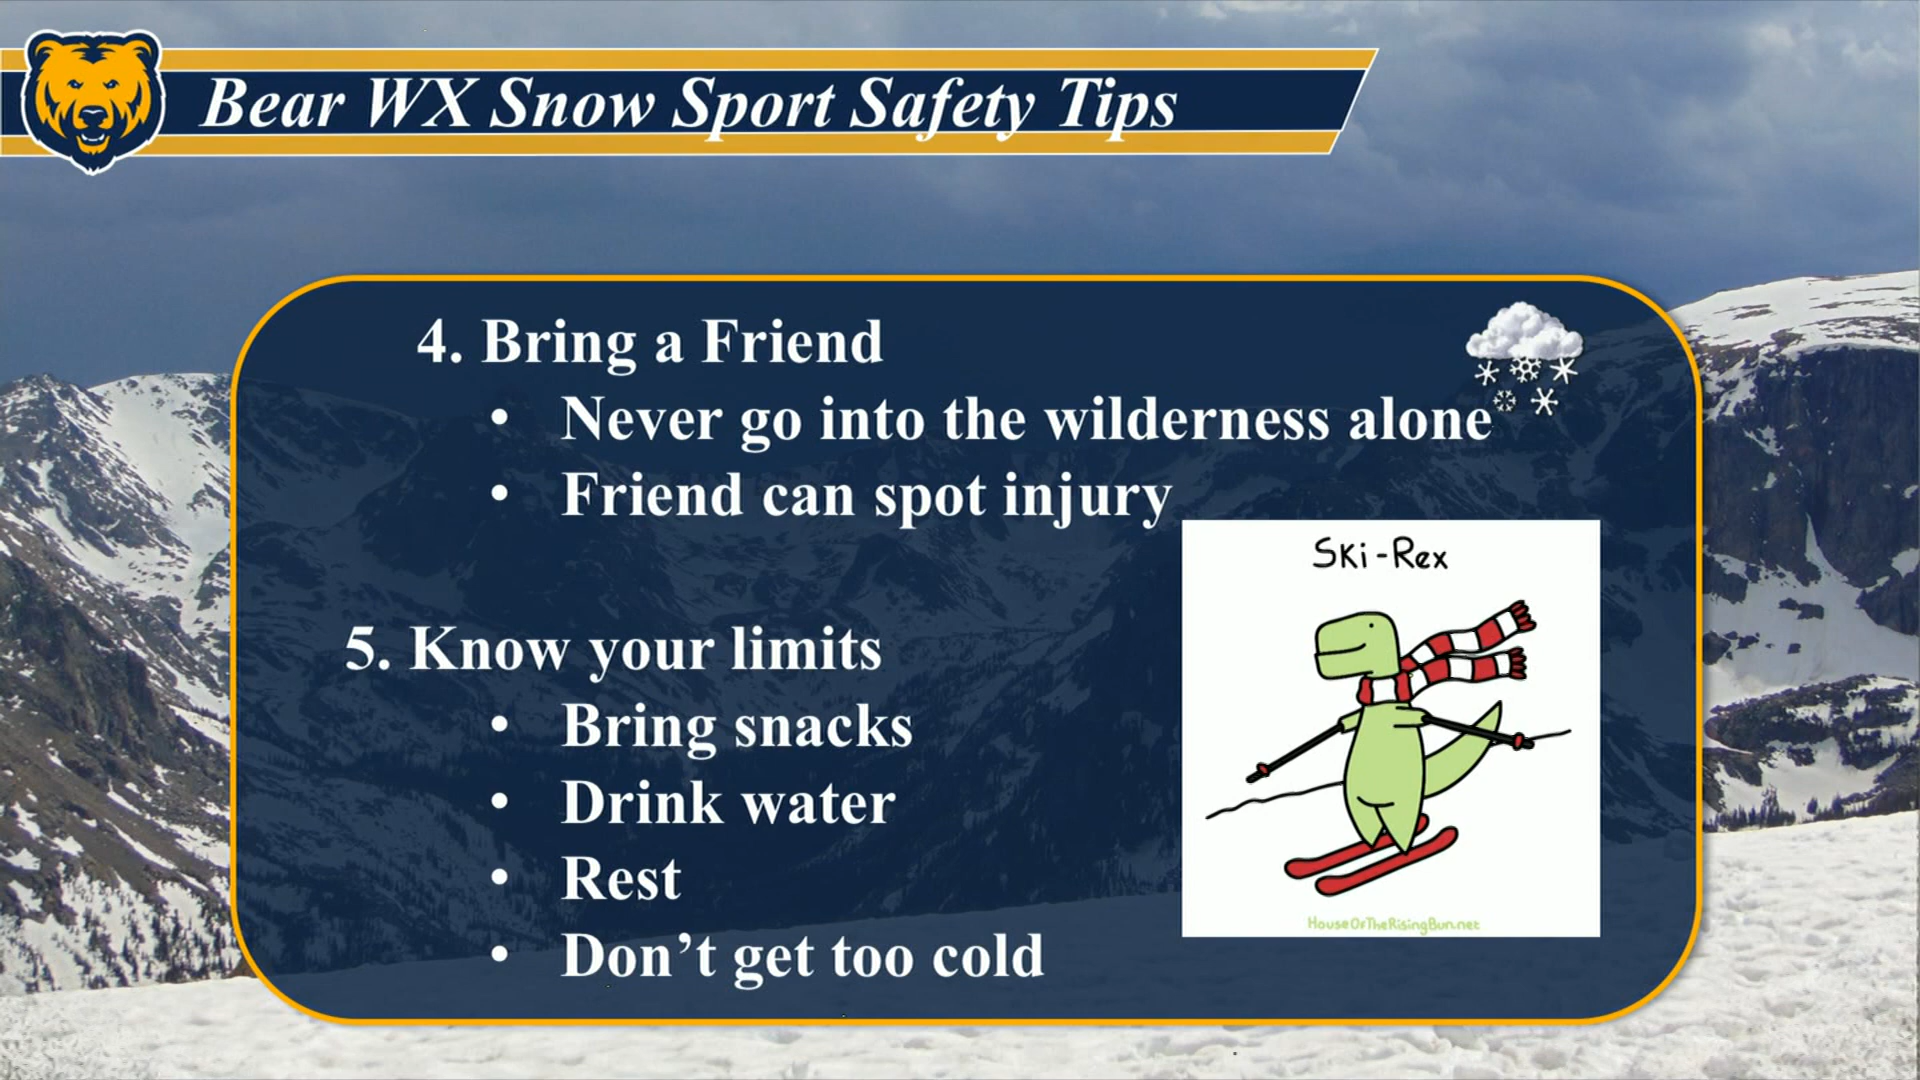 Bear WX Snow Sport Safety Tips
4. Bring a Friend
• Never go into the wilderness alone
• Friend can spot injury
5. Know your limits
• Bring snacks
• Drink water
• Rest
• Don’t get too cold
Ski-Rex
HouseOfTheRisingBun.net